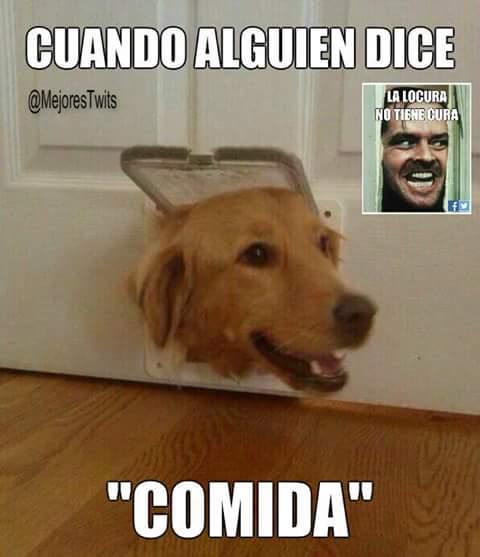 CUANDO ALGUIEN DICE
@MejoresTwits
LA LOCURA
NO TIENE CURA
"COMIDA"